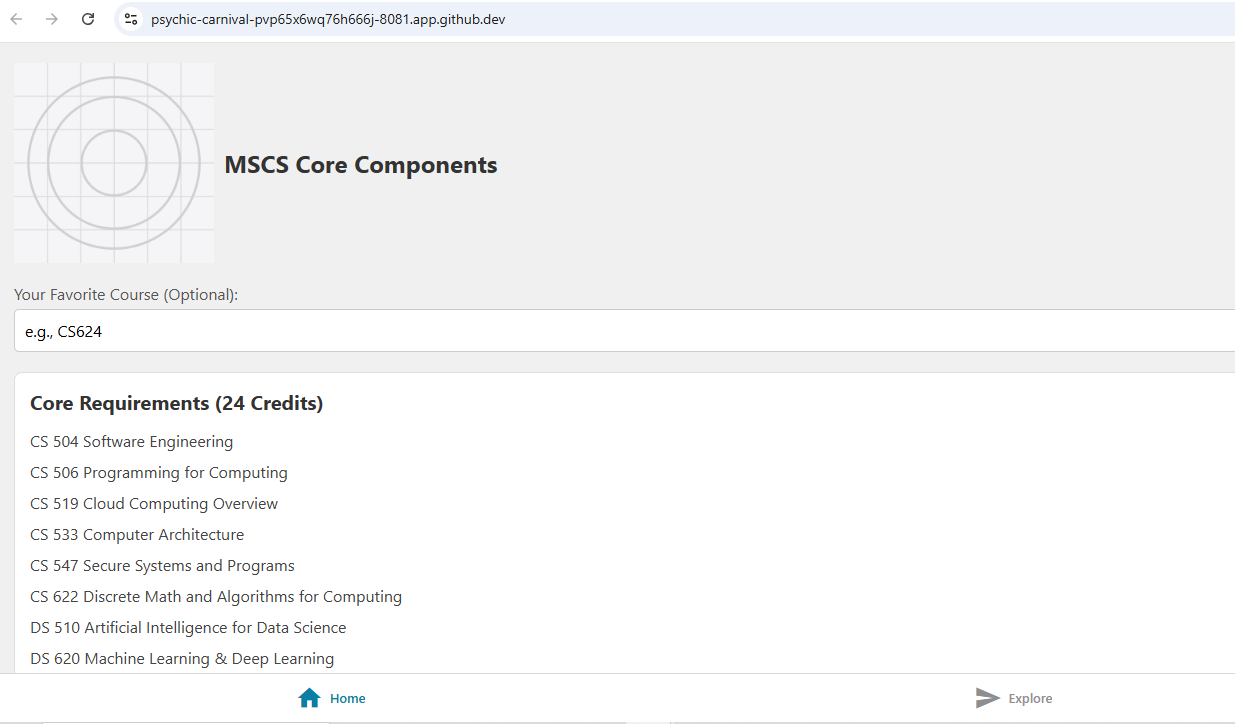 psychic-carnival-pvp65x6wq76h666j-8081.app.github.dev
MSCS Core Components
Your Favorite Course (Optional):
e.g., CS624
Core Requirements (24 Credits)
CS 504 Software Engineering
CS 506 Programming for Computing
CS 519 Cloud Computing Overview
CS 533 Computer Architecture
CS 547 Secure Systems and Programs
CS 622 Discrete Math and Algorithms for Computing
DS 510 Artificial Intelligence for Data Science
DS 620 Machine Learning & Deep Learning
Home Explore